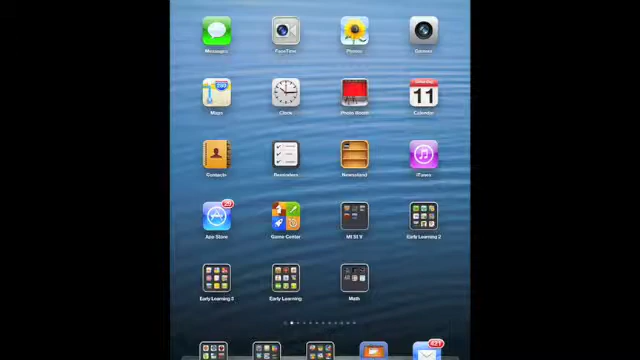 Messages FaceTime Photos Camera
280
Maps Clock Photo Booth Calendar
11
Contacts Reminders Newsstand iTunes
App Store Game Center Early Learning 2
Early Learning 3 Early Learning Math